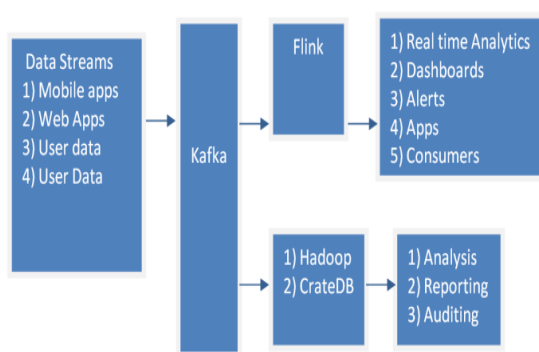 Data Streams
1) Mobile apps
2) Web Apps
3) User data
4) User Data
Kafka
Flink
1) Real time Analytics
2) Dashboards
3) Alerts
4) Apps
5) Consumers
1) Hadoop
2) CrateDB
1) Analysis
2) Reporting
3) Auditing